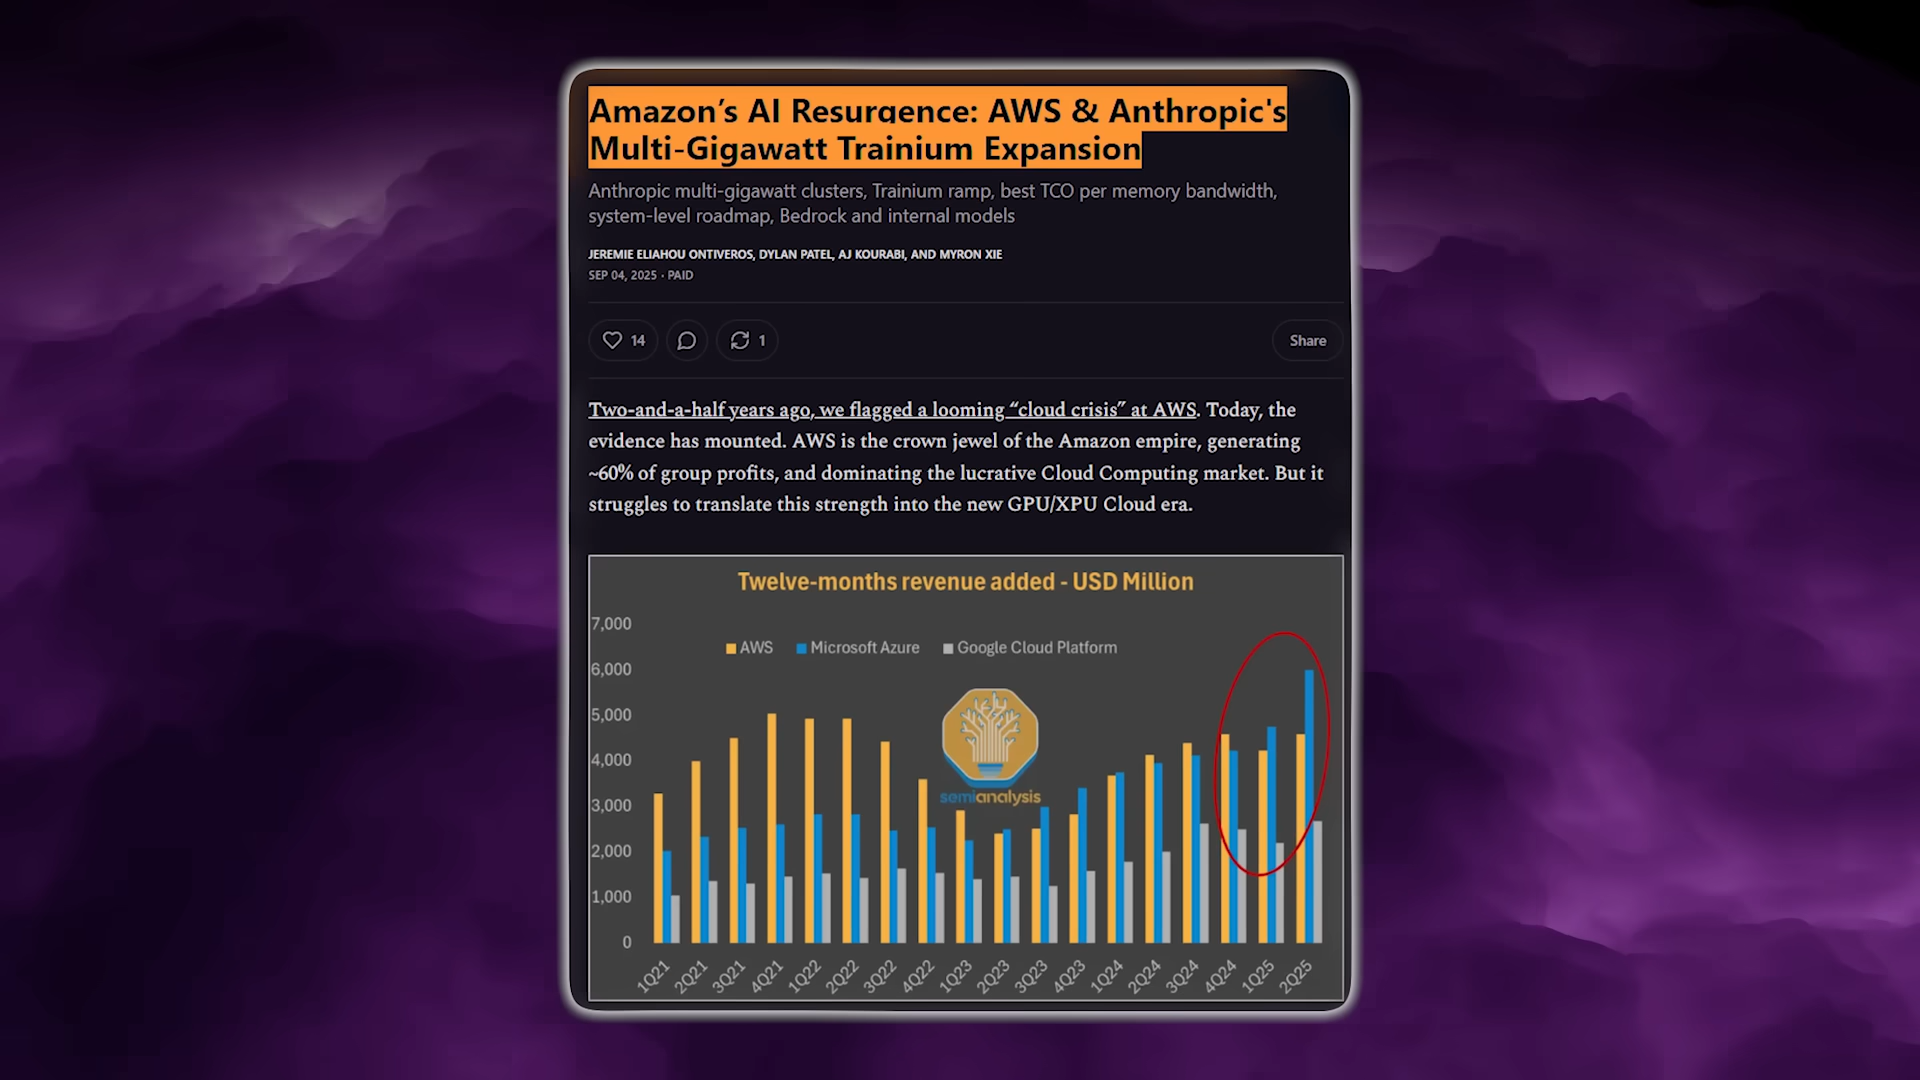 Amazon’s AI Resurgence: AWS & Anthropic's
Multi-Gigawatt Trainium Expansion
Anthropic multi-gigawatt clusters, Trainium ramp, best TCO per memory bandwidth,
system-level roadmap, Bedrock and internal models
JEREMIE ELIAHOU ONTIVEROS, DYLAN PATEL, AJ KOURABI, AND MYRON XIE
SEP 04, 2025 · PAID
14
1
Share
Two-and-a-half years ago, we flagged a looming “cloud crisis” at AWS. Today, the
evidence has mounted. AWS is the crown jewel of the Amazon empire, generating
~60% of group profits, and dominating the lucrative Cloud Computing market. But it
struggles to translate this strength into the new GPU/XPU Cloud era.
Twelve-months revenue added - USD Million
7,000
AWS Microsoft Azure Google Cloud Platform
6,000
5,000
4,000
semianalysis
3,000
2,000
1,000
0
1Q21 2Q21 3Q21 4Q21 1Q22 2Q22 3Q22 4Q22 1Q23 2Q23 3Q23 4Q23 1Q24 2Q24 3Q24 4Q24 1Q25 2Q25